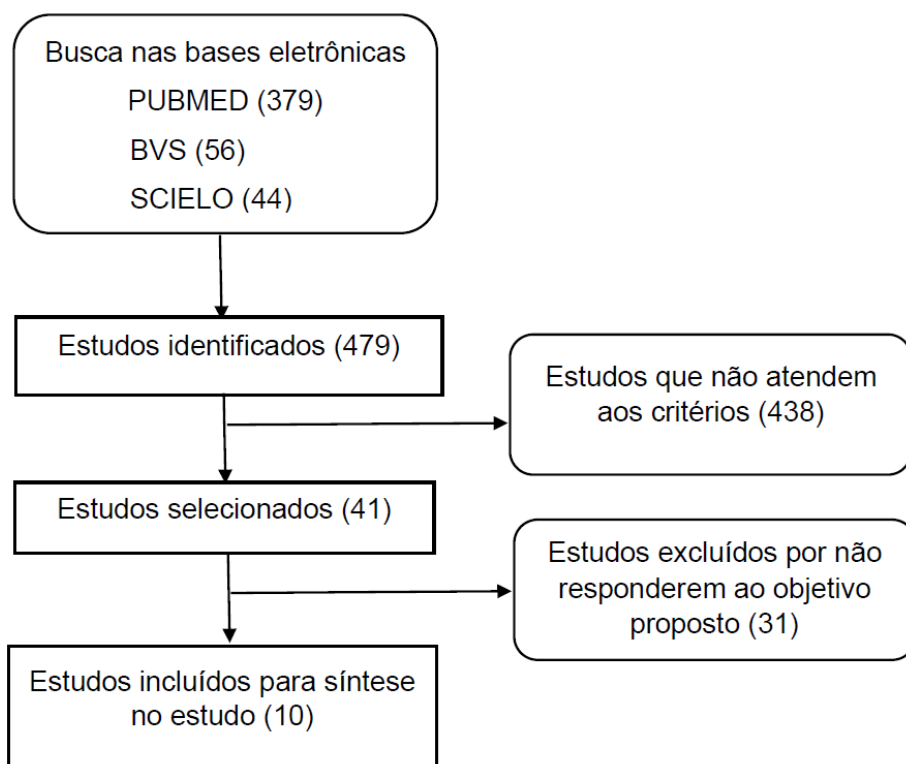 Busca nas bases eletrônicas
PUBMED (379)
BVS (56)
SCIELO (44)
Estudos identificados (479)
Estudos que não atendem
aos critérios (438)
Estudos selecionados (41)
Estudos excluídos por não
responderem ao objetivo
proposto (31)
Estudos incluídos para síntese
no estudo (10)